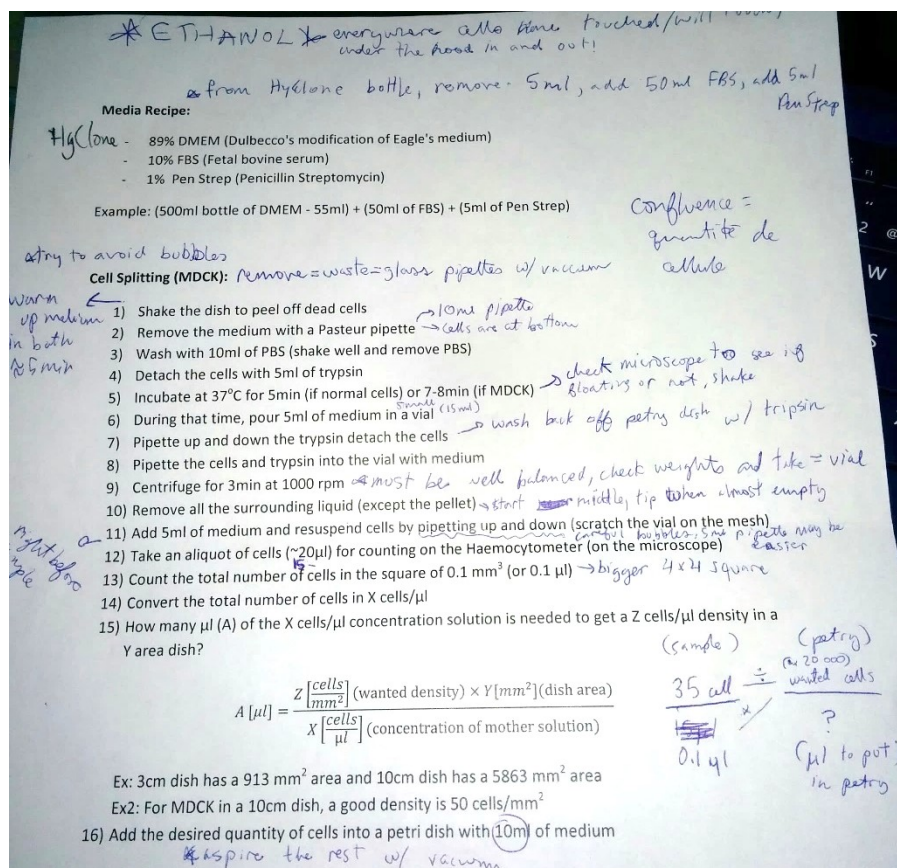 * ETHANOL * everywhere touched/will
under the hood in and out!
from HyClone bottle, remove 5ml, add 50ml FBS, add 5ml
Pen Strep
Media Recipe:
HyClone - 89% DMEM (Dulbecco's modification of Eagle's medium)
- 10% FBS (Fetal bovine serum)
- 1% Pen Strep (Penicillin Streptomycin)
Example: (500ml bottle of DMEM - 55ml) + (50ml of FBS) + (5ml of Pen Strep)
confluence =
quantité de
cellule
try to avoid bubbles
Cell Splitting (MDCK): remove = waste = glass pipettes w/ vaccum
warm
up medium
in bath
≈5min
1) Shake the dish to peel off dead cells
→10ml pipette
2) Remove the medium with a Pasteur pipette → cells are at bottom
3) Wash with 10ml of PBS (shake well and remove PBS)
4) Detach the cells with 5ml of trypsin
5) Incubate at 37°C for 5min (if normal cells) or 7-8min (if MDCK) → check microscope to see if
floating or not, shake
6) During that time, pour 5ml of medium in a small vial (15ml)
7) Pipette up and down the trypsin detach the cells → wash back off petry dish w/ tripsin
8) Pipette the cells and trypsin into the vial with medium
9) Centrifuge for 3min at 1000 rpm must be well balanced, check weights and take = vial
10) Remove all the surrounding liquid (except the pellet) → start middle, tip when almost empty
11) Add 5ml of medium and resuspend cells by pipetting up and down (scratch the vial on the mesh)
careful bubbles, 5ml pipette may be
easier
right before
12) Take an aliquot of cells (~20µl) for counting on the Haemocytometer (on the microscope)
15
13) Count the total number of cells in the square of 0.1 mm³ (or 0.1 µl) → bigger 4x4 square
14) Convert the total number of cells in X cells/µl
15) How many µl (A) of the X cells/µl concentration solution is needed to get a Z cells/µl density in a
Y area dish?
A [µl] = Z [cells/mm²] (wanted density) × Y[mm²](dish area) / X [cells/µl] (concentration of mother solution)
(sample) (petry)
20 000)
35 cell ÷ wanted cells
0.1 µl ?
(µl to put
in petry
Ex: 3cm dish has a 913 mm² area and 10cm dish has a 5863 mm² area
Ex2: For MDCK in a 10cm dish, a good density is 50 cells/mm²
16) Add the desired quantity of cells into a petri dish with 10ml of medium
aspire the rest w/ vacuum
F1
2
@
W